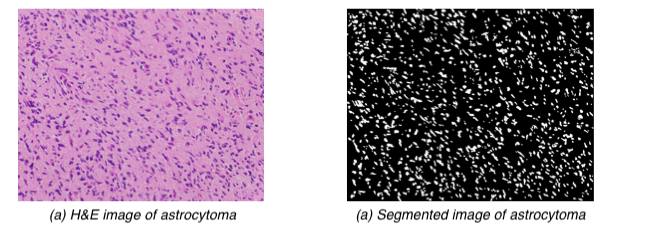 (a) H&E image of astrocytoma
(a) Segmented image of astrocytoma